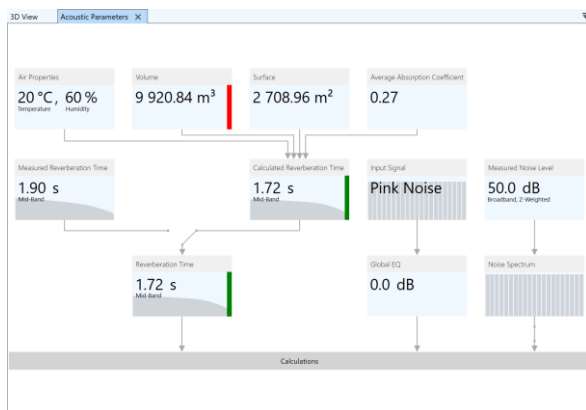 3D View Acoustic Parameters ×
Air Properties Volume Surface Average Absorption Coefficient
20 °C, 60 % 9 920.84 m³ 2 708.96 m² 0.27
Temperature Humidity
Measured Reverberation Time Calculated Reverberation Time Input Signal Measured Noise Level
1.90 s 1.72 s Pink Noise 50.0 dB
Mid-Band Mid-Band Broadband, Z-Weighted
Reverberation Time Global EQ Noise Spectrum
1.72 s 0.0 dB
Mid-Band
Calculations